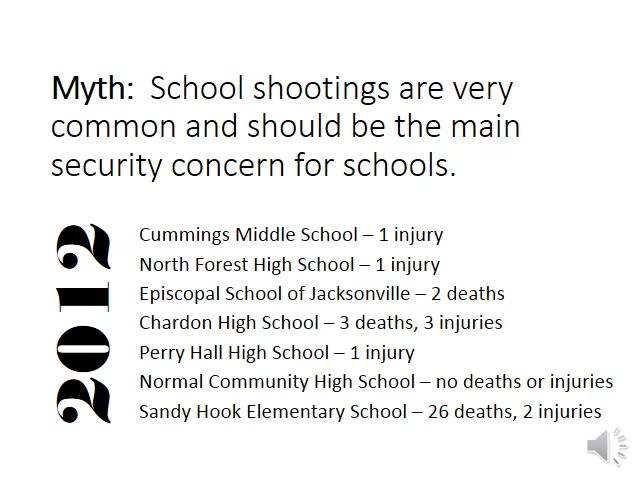 Myth:  School shootings are very
common and should be the main
security concern for schools.
2012
Cummings Middle School – 1 injury
North Forest High School – 1 injury
Episcopal School of Jacksonville – 2 deaths
Chardon High School – 3 deaths, 3 injuries
Perry Hall High School – 1 injury
Normal Community High School – no deaths or injuries
Sandy Hook Elementary School – 26 deaths, 2 injuries